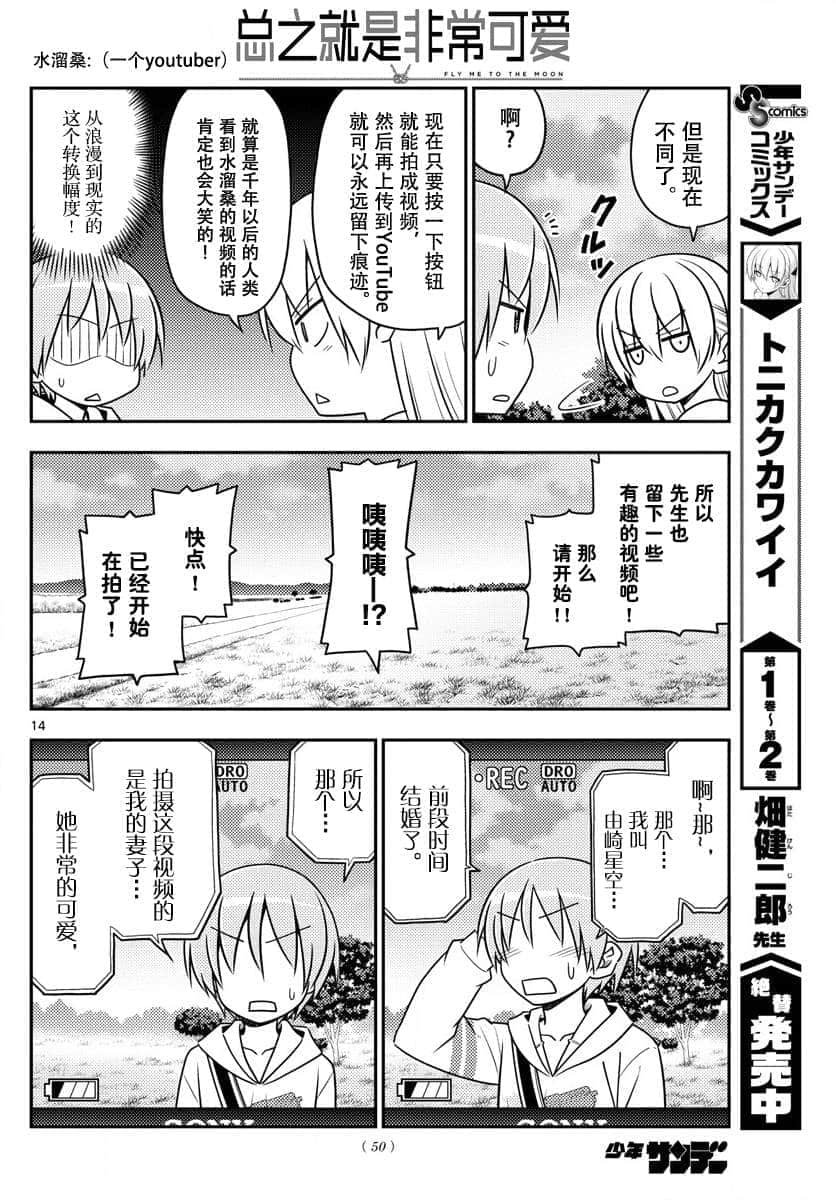 水溜桑:（一个youtuber）
总之就是非常可爱
FLY ME TO THE MOON
但是现在
不同了。
クルッ
啊？
现在只要按一下按钮
就能拍成视频，
然后再上传到YouTube
就可以永远留下痕迹。
就算是千年以后的人类
看到水溜桑的视频的话
肯定也会大笑的！
从浪漫到现实的
这个转换幅度！
所以
先生也
留下一些
有趣的视频吧！
那么
请开始!!
咦咦咦ー!?
快点！
已经开始
在拍了！
14
•REC
DRO
AUTO
啊~那~，
那个…
我叫
由崎星空…
前段时间
结婚了。
SONY
DRO
AUTO
所以
那个…
拍摄这段视频的
是我的妻子…
她非常的可爱，
SONY
（50）
少年サンデー
S
S comics
少年サンデー
コミックス
トニカクカワイイ
第1巻～第2巻
畑健二郎先生
はた けん じ ろう
絶賛発売中